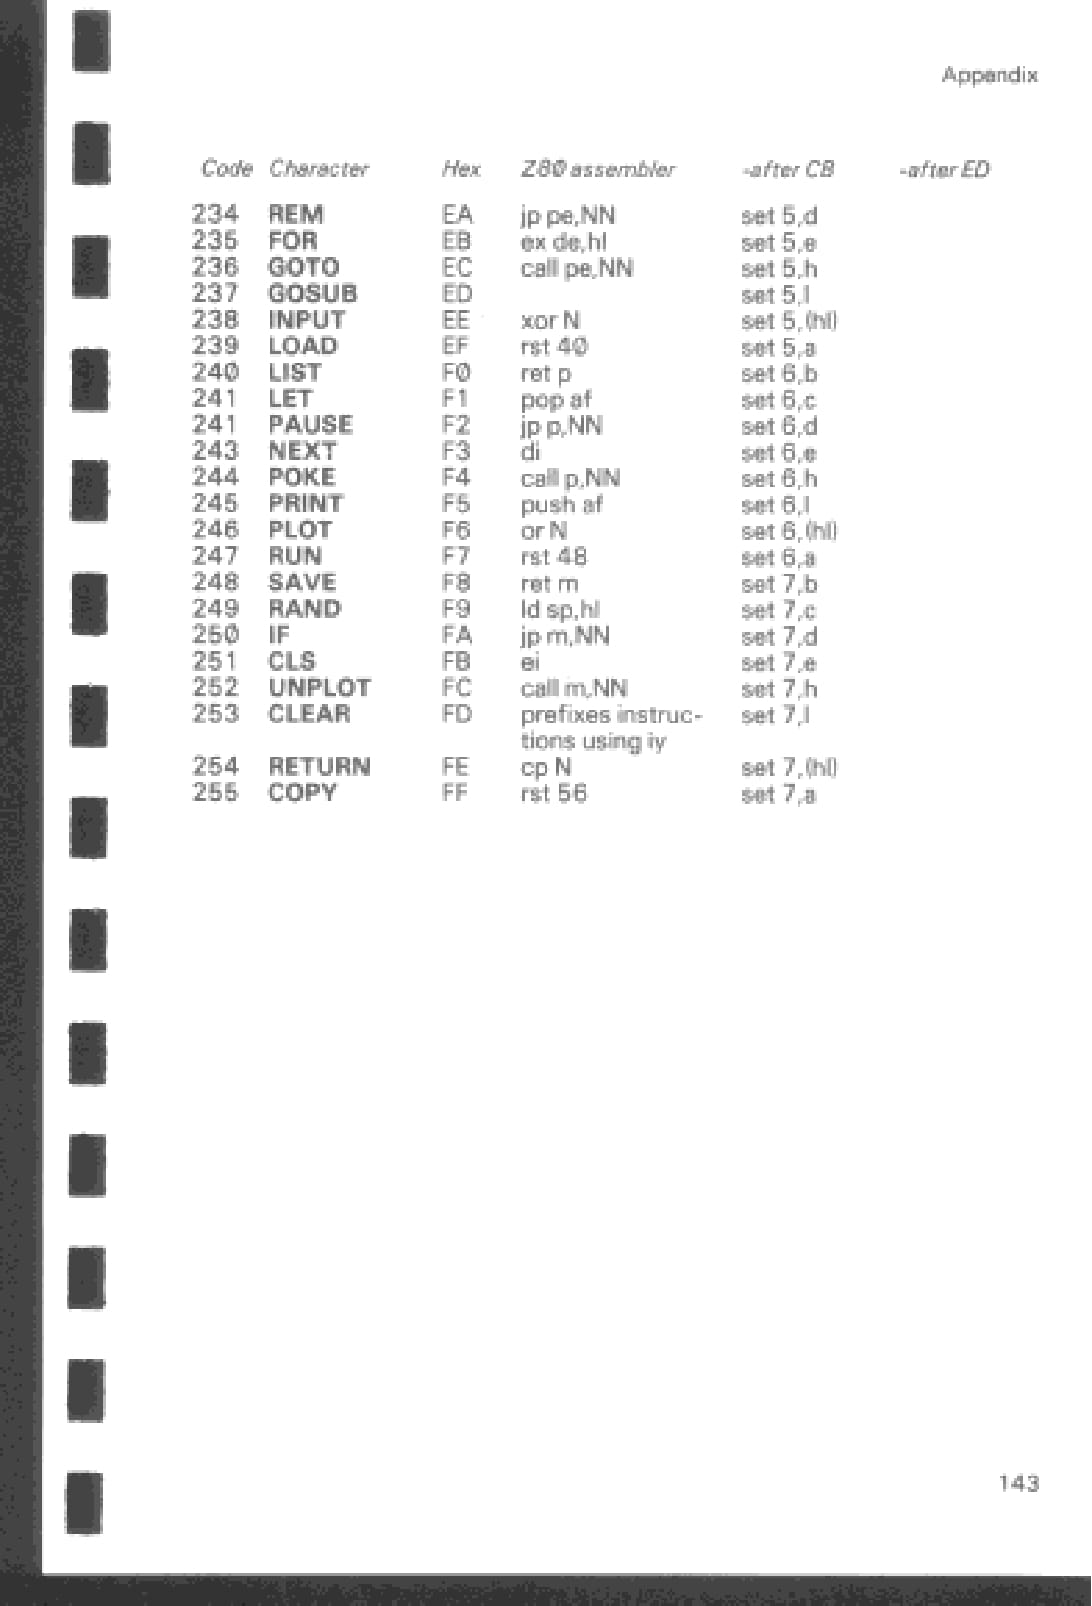 Appendix
Code Character Hex Z80 assembler -after CB -after ED
234 REM EA jp pe,NN set 5,d
235 FOR EB ex de,hl set 5,e
236 GOTO EC call pe,NN set 5,h
237 GOSUB ED set 5,l
238 INPUT EE xor N set 5,(hl)
239 LOAD EF rst 40 set 5,a
240 LIST F0 ret p set 6,b
241 LET F1 pop af set 6,c
241 PAUSE F2 jp p,NN set 6,d
243 NEXT F3 di set 6,e
244 POKE F4 call p,NN set 6,h
245 PRINT F5 push af set 6,l
246 PLOT F6 or N set 6,(hl)
247 RUN F7 rst 48 set 6,a
248 SAVE F8 ret m set 7,b
249 RAND F9 ld sp,hl set 7,c
250 IF FA jp m,NN set 7,d
251 CLS FB ei set 7,e
252 UNPLOT FC call m,NN set 7,h
253 CLEAR FD prefixes instruc- set 7,l
tions using iy
254 RETURN FE cp N set 7,(hl)
255 COPY FF rst 56 set 7,a
143